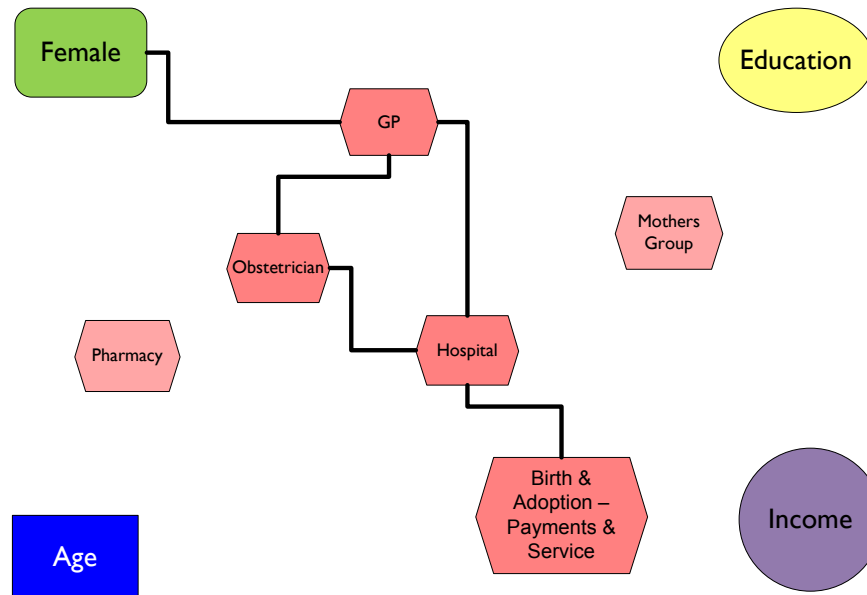 Female
Education
GP
Mothers
Group
Obstetrician
Pharmacy
Hospital
Birth &
Adoption –
Payments &
Service
Income
Age